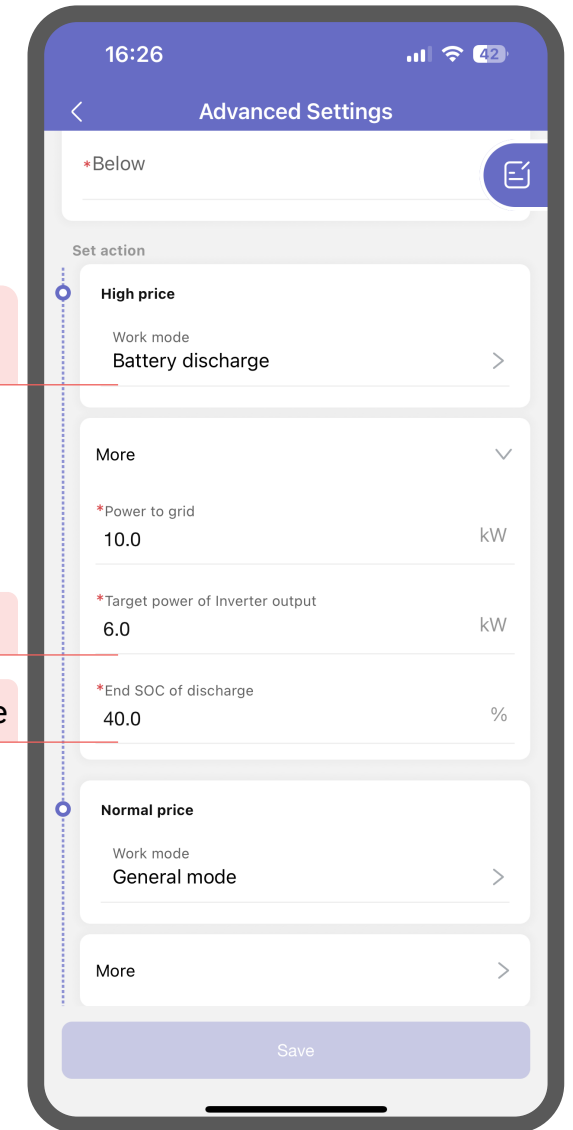 16:26
42
Advanced Settings
*Below
Set action
High price
Work mode
Battery discharge
More
*Power to grid
10.0 kW
*Target power of Inverter output
6.0 kW
*End SOC of discharge
e
40.0 %
Normal price
Work mode
General mode
More
Save